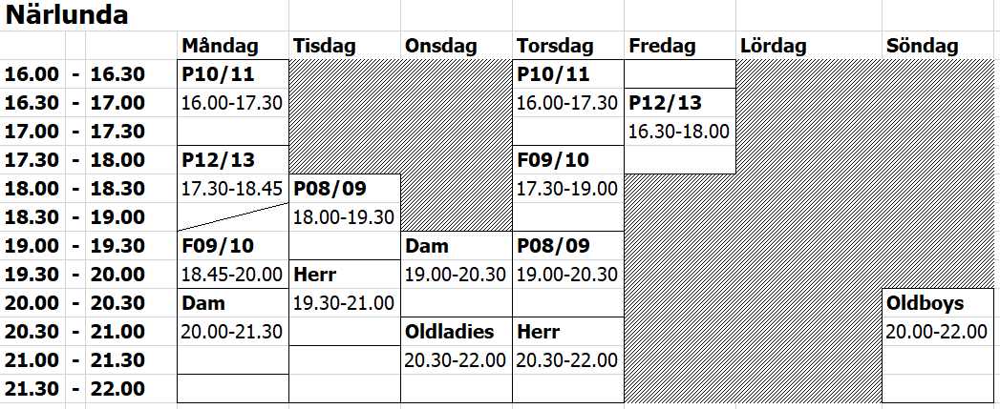 Närlunda
Måndag Tisdag Onsdag Torsdag Fredag Lördag Söndag
16.00 - 16.30 P10/11 P10/11
16.30 - 17.00 16.00-17.30 16.00-17.30 P12/13
17.00 - 17.30 16.30-18.00
17.30 - 18.00 P12/13 F09/10
18.00 - 18.30 17.30-18.45 P08/09 17.30-19.00
18.30 - 19.00 18.00-19.30
19.00 - 19.30 F09/10 Dam P08/09
19.30 - 20.00 18.45-20.00 Herr 19.00-20.30 19.00-20.30
20.00 - 20.30 Dam 19.30-21.00 Oldboys
20.30 - 21.00 20.00-21.30 Oldladies Herr 20.00-22.00
21.00 - 21.30 20.30-22.00 20.30-22.00
21.30 - 22.00